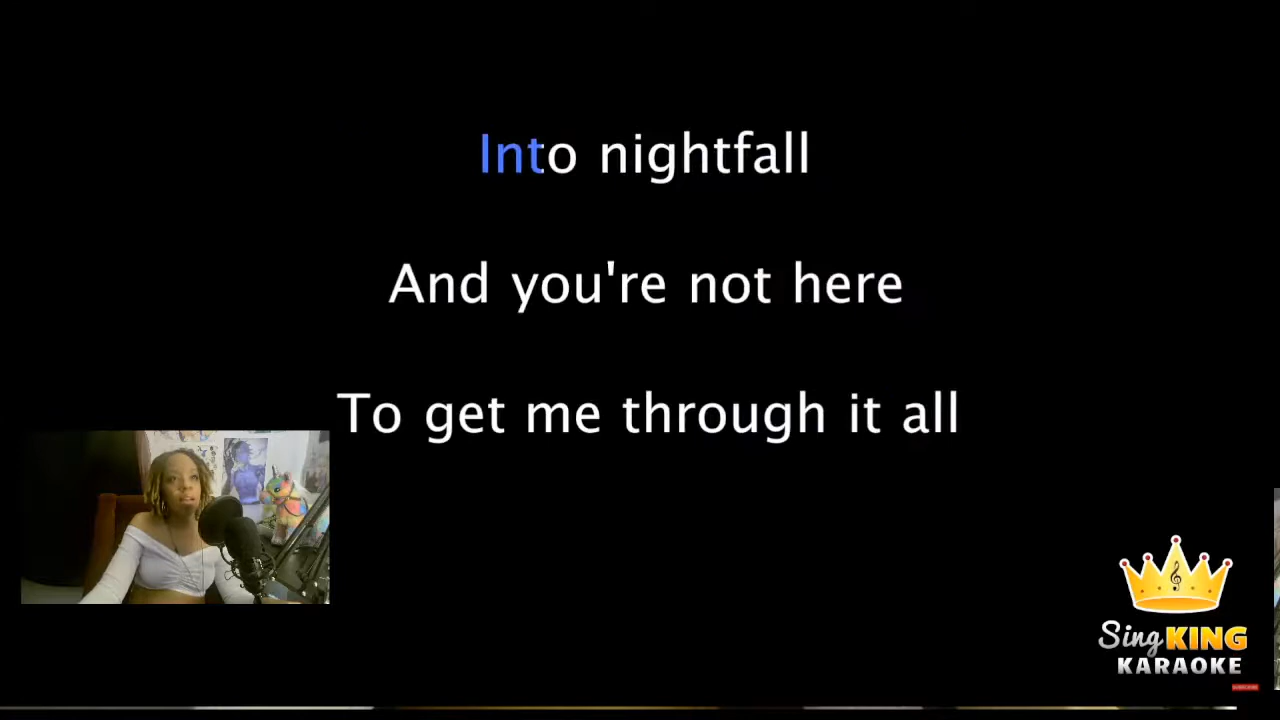 Into nightfall
And you're not here
To get me through it all
Sing KING
KARAOKE